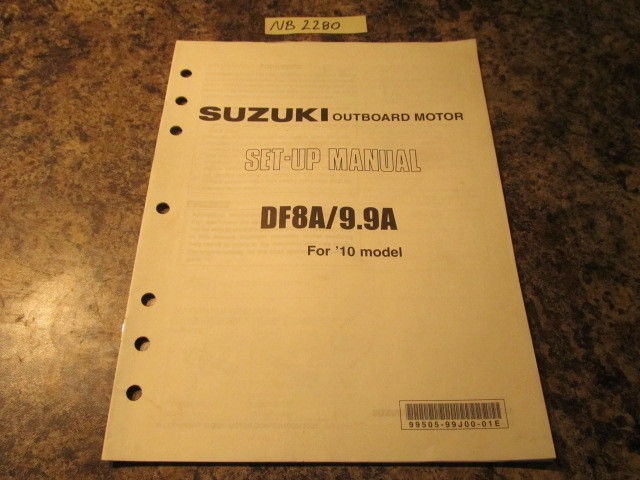 NB 2280
SUZUKI OUTBOARD MOTOR
SET-UP MANUAL
DF8A/9.9A
For '10 model
99505-99J00-01E